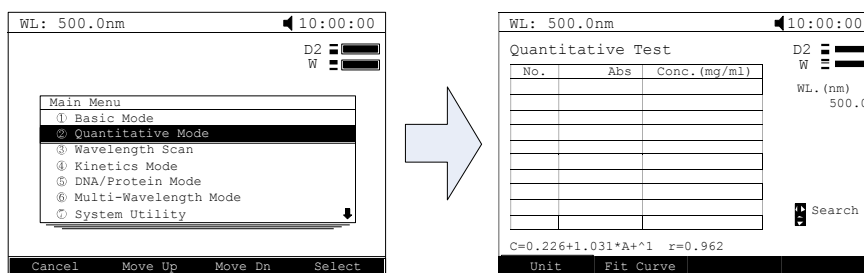 WL: 500.0nm 10:00:00
D2
W
Main Menu
① Basic Mode
② Quantitative Mode
③ Wavelength Scan
④ Kinetics Mode
⑤ DNA/Protein Mode
⑥ Multi-Wavelength Mode
⑦ System Utility
Cancel Move Up Move Dn Select
WL: 500.0nm 10:00:00
Quantitative Test D2
W
No. Abs Conc.(mg/ml)
WL.(nm)
500.0
Search
C=0.226+1.031*A+^1 r=0.962
Unit Fit Curve